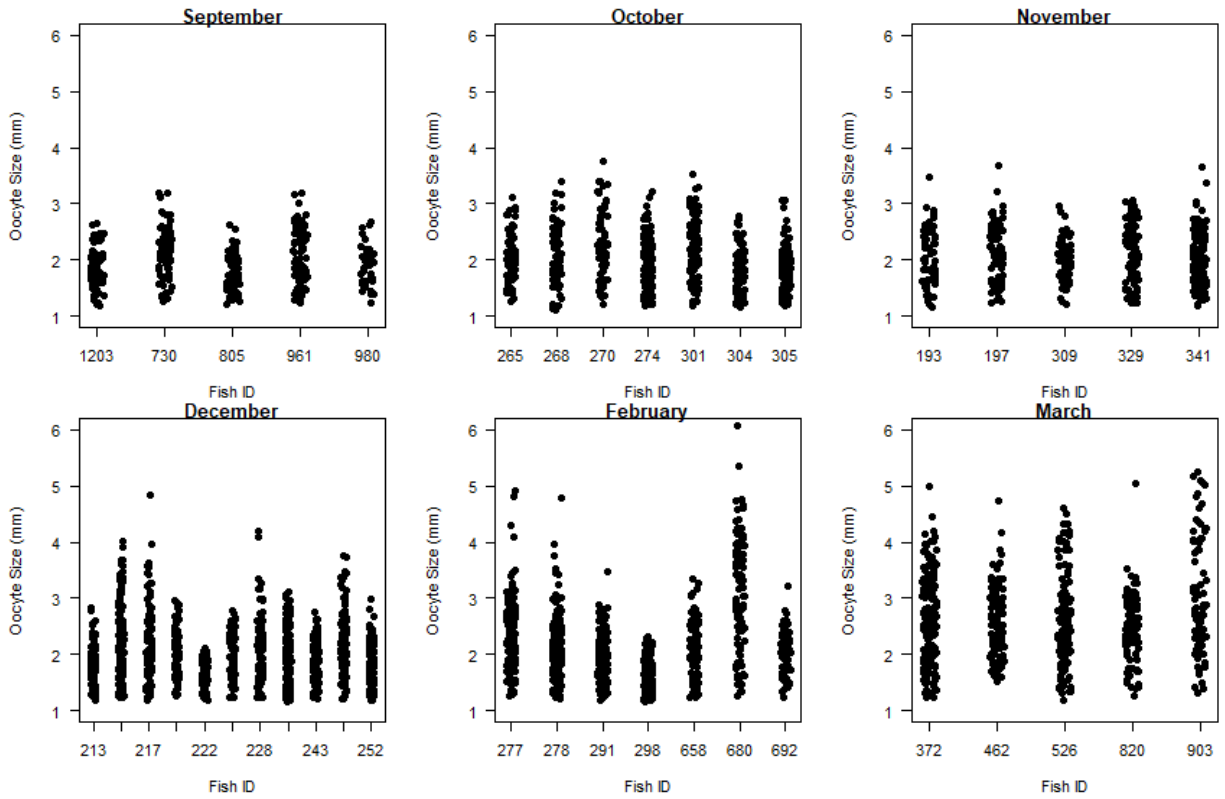 September
Oocyte Size (mm)
6
5
4
3
2
1
1203 730 805 961 980
Fish ID
October
Oocyte Size (mm)
6
5
4
3
2
1
265 268 270 274 301 304 305
Fish ID
November
Oocyte Size (mm)
6
5
4
3
2
1
193 197 309 329 341
Fish ID
December
Oocyte Size (mm)
6
5
4
3
2
1
213 217 222 228 243 252
Fish ID
February
Oocyte Size (mm)
6
5
4
3
2
1
277 278 291 298 658 680 692
Fish ID
March
Oocyte Size (mm)
6
5
4
3
2
1
372 462 526 820 903
Fish ID